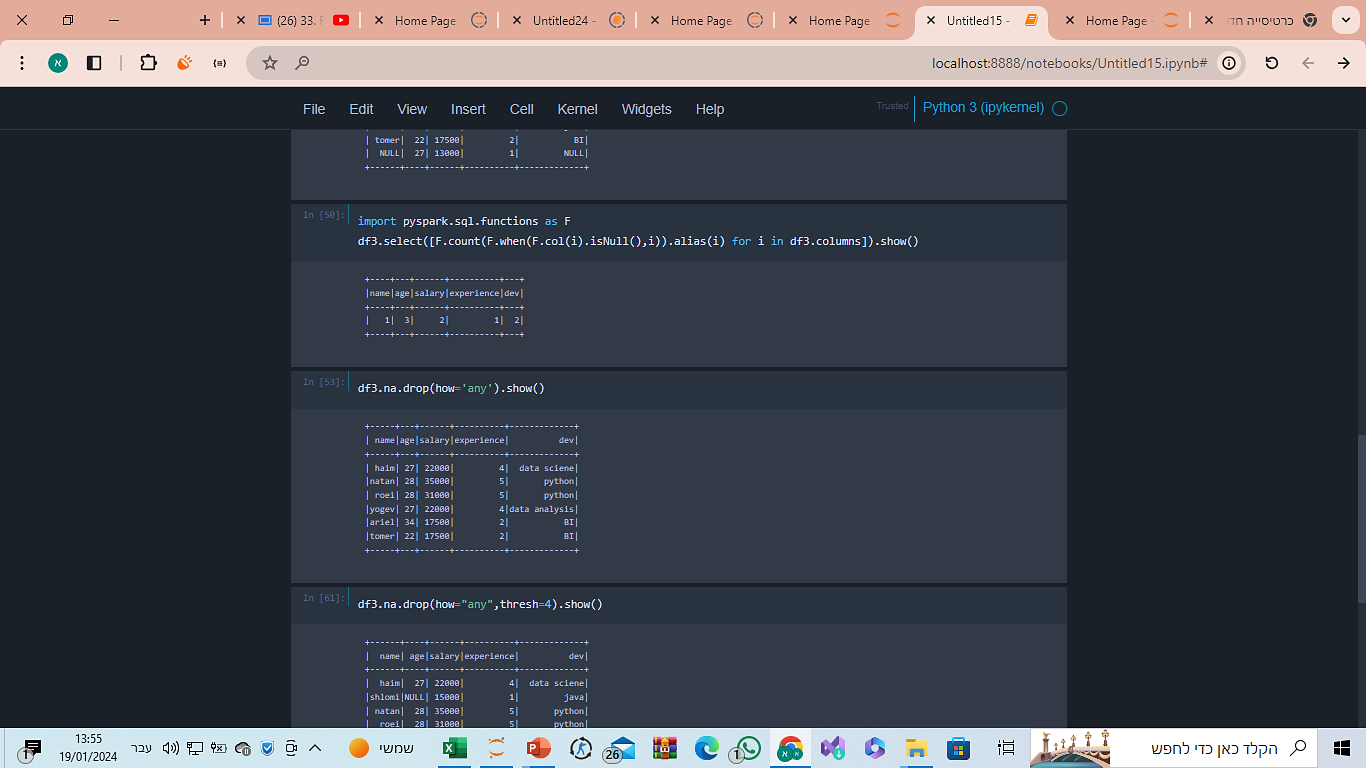 (26) 33. F
Home Page
Untitled24 -
Home Page
Home Page
Untitled15 -
Home Page
כרטיסייה חדש
א
localhost:8888/notebooks/Untitled15.ipynb#
File Edit View Insert Cell Kernel Widgets Help
Trusted
Python 3 (ipykernel)
| tomer| 22| 17500| 2| BI|
| NULL| 27| 13000| 1| NULL|
+------+----+------+----------+-------------+
In [50]:
import pyspark.sql.functions as F
df3.select([F.count(F.when(F.col(i).isNull(),i)).alias(i) for i in df3.columns]).show()
+----+---+------+----------+---+
|name|age|salary|experience|dev|
+----+---+------+----------+---+
| 1| 3| 2| 1| 2|
+----+---+------+----------+---+
In [53]:
df3.na.drop(how='any').show()
+-----+---+------+----------+-------------+
| name|age|salary|experience| dev|
+-----+---+------+----------+-------------+
| haim| 27| 22000| 4| data sciene|
|natan| 28| 35000| 5| python|
| roei| 28| 31000| 5| python|
|yogev| 27| 22000| 4|data analysis|
|ariel| 34| 17500| 2| BI|
|tomer| 22| 17500| 2| BI|
+-----+---+------+----------+-------------+
In [61]:
df3.na.drop(how="any",thresh=4).show()
+------+----+------+----------+-------------+
| name| age|salary|experience| dev|
+------+----+------+----------+-------------+
| haim| 27| 22000| 4| data sciene|
|shlomi|NULL| 15000| 1| java|
| natan| 28| 35000| 5| python|
| roei| 28| 31000| 5| python|
1
13:55
19/01/2024
עבר
שמשי
26
1
א
הקלד כאן כדי לחפש